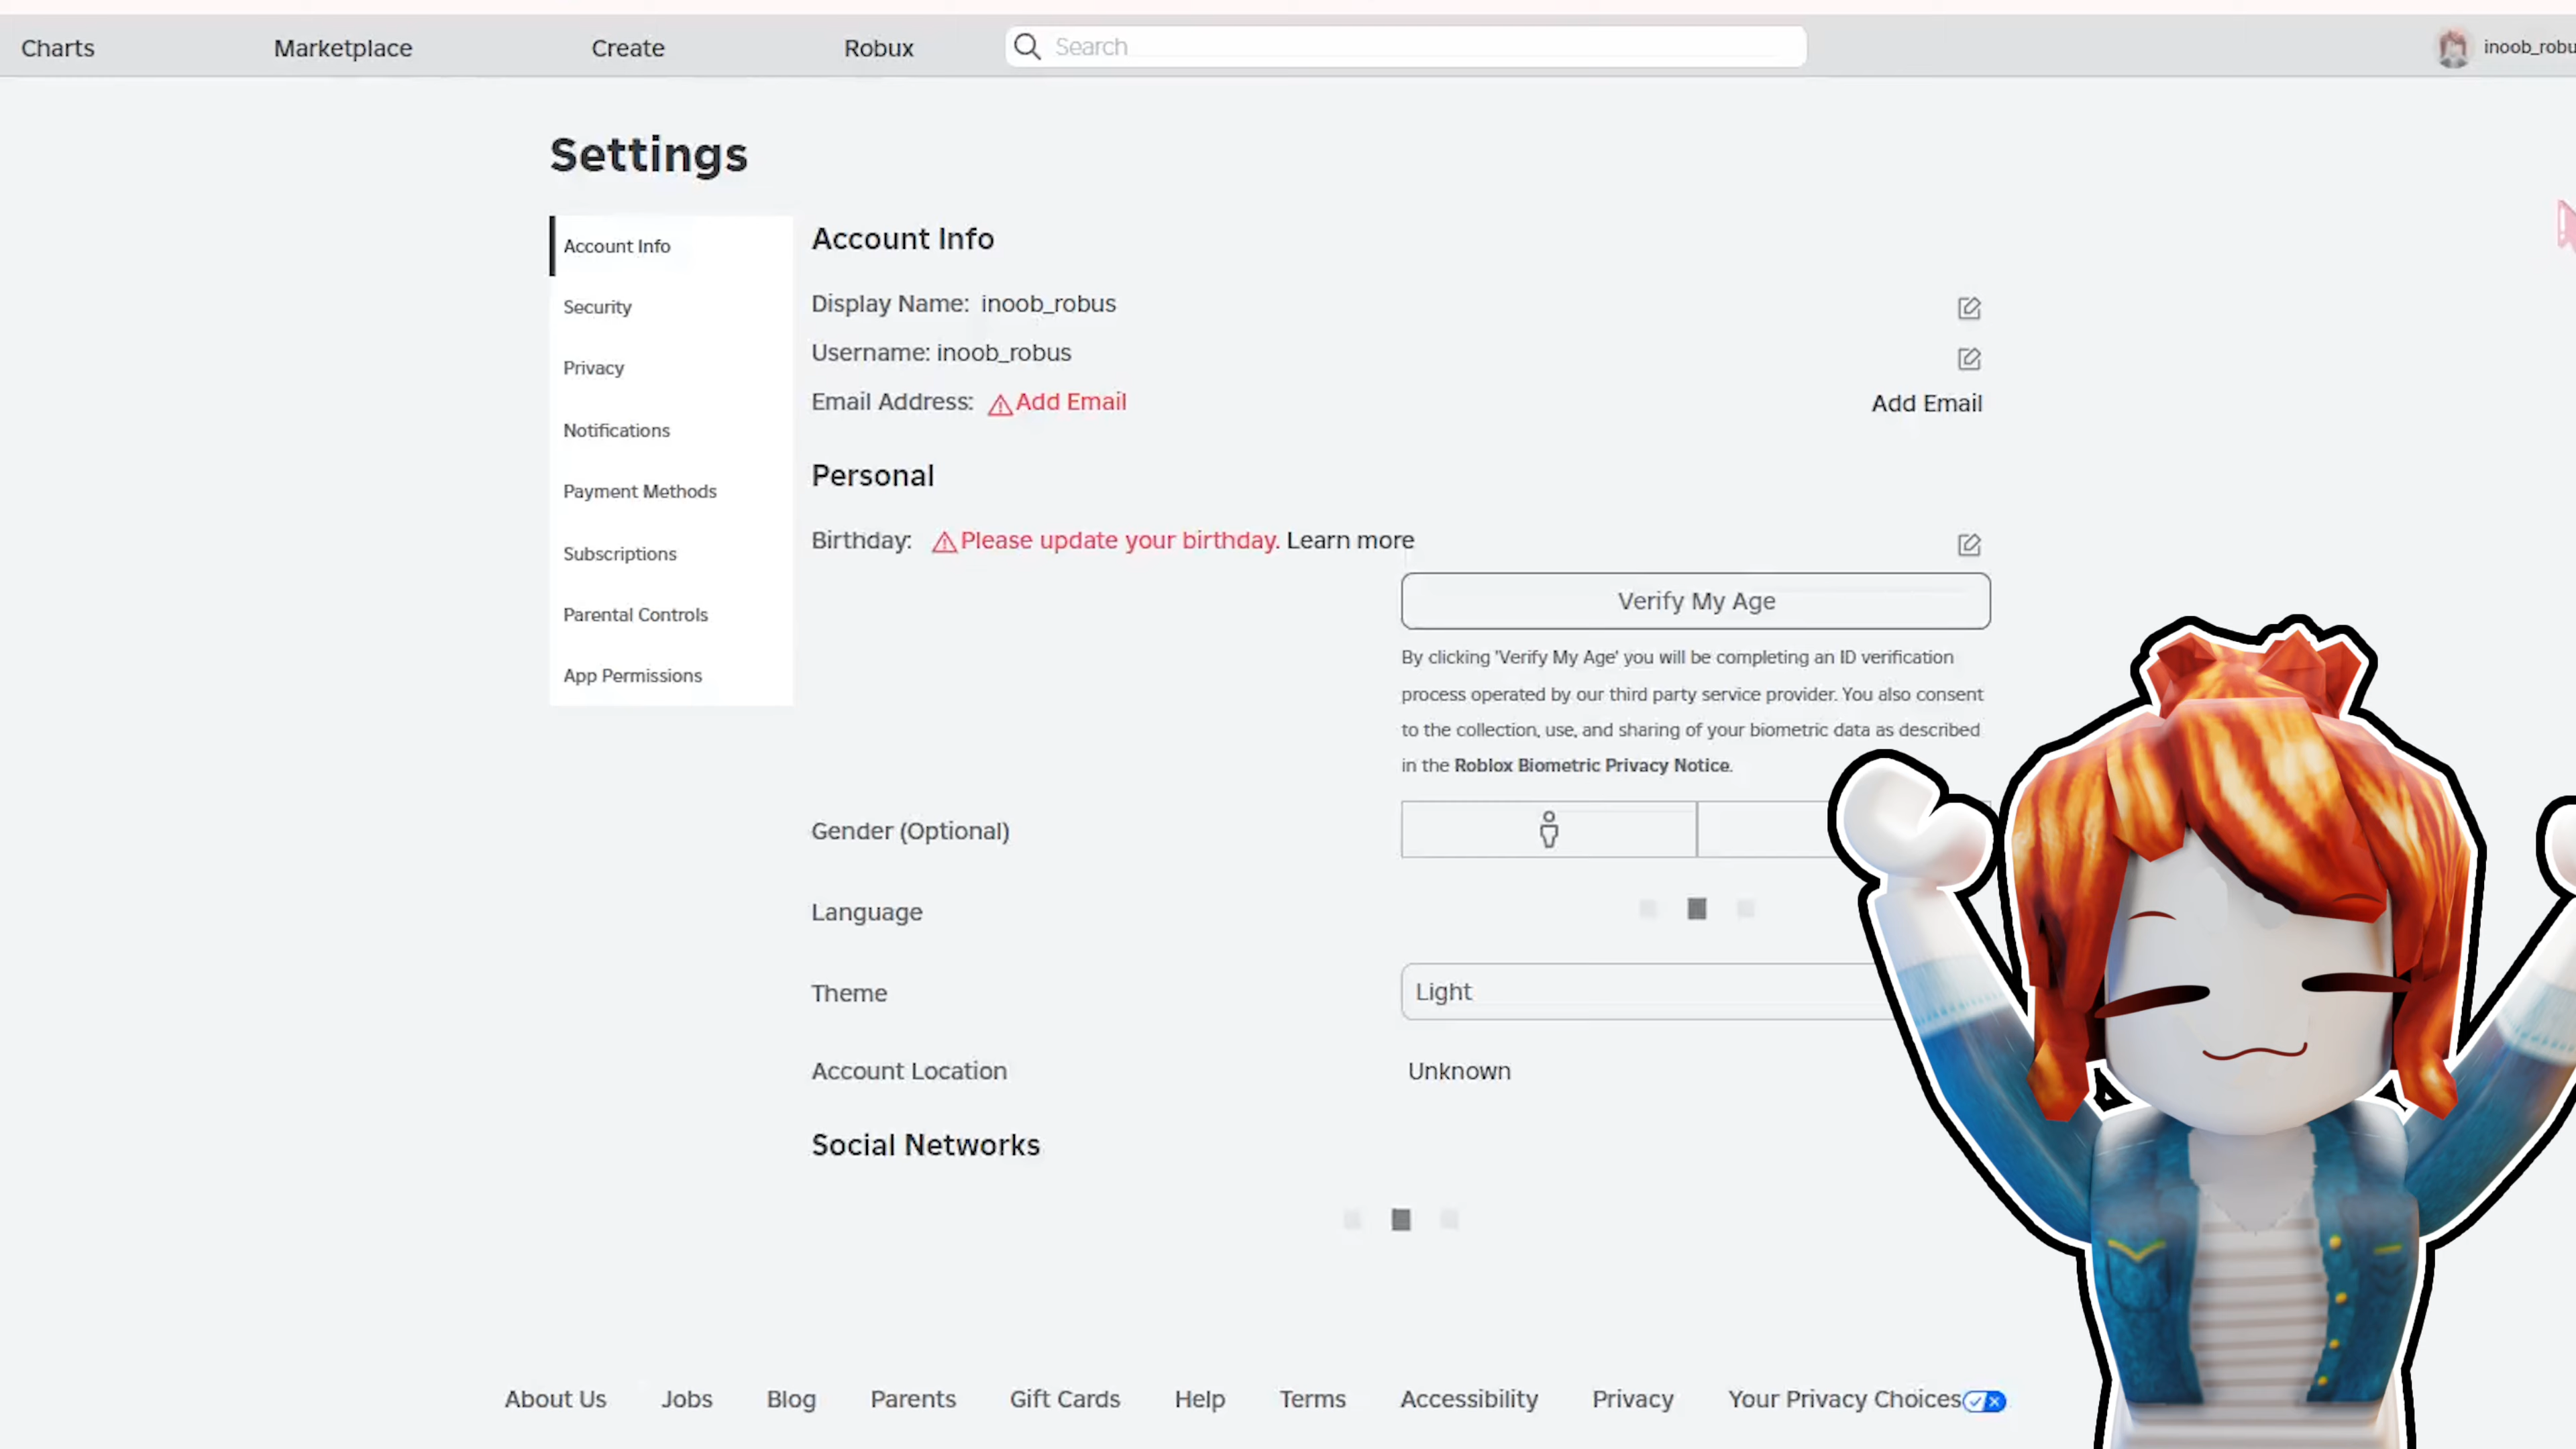 Charts Marketplace Create Robux Search inoob_robu
Settings
Account Info
Security
Privacy
Notifications
Payment Methods
Subscriptions
Parental Controls
App Permissions
Account Info
Display Name: inoob_robus
Username: inoob_robus
Email Address: Add Email Add Email
Personal
Birthday: Please update your birthday. Learn more
Verify My Age
By clicking 'Verify My Age' you will be completing an ID verification
process operated by our third party service provider. You also consent
to the collection, use, and sharing of your biometric data as described
in the Roblox Biometric Privacy Notice.
Gender (Optional)
Language
Theme Light
Account Location Unknown
Social Networks
About Us Jobs Blog Parents Gift Cards Help Terms Accessibility Privacy Your Privacy Choices